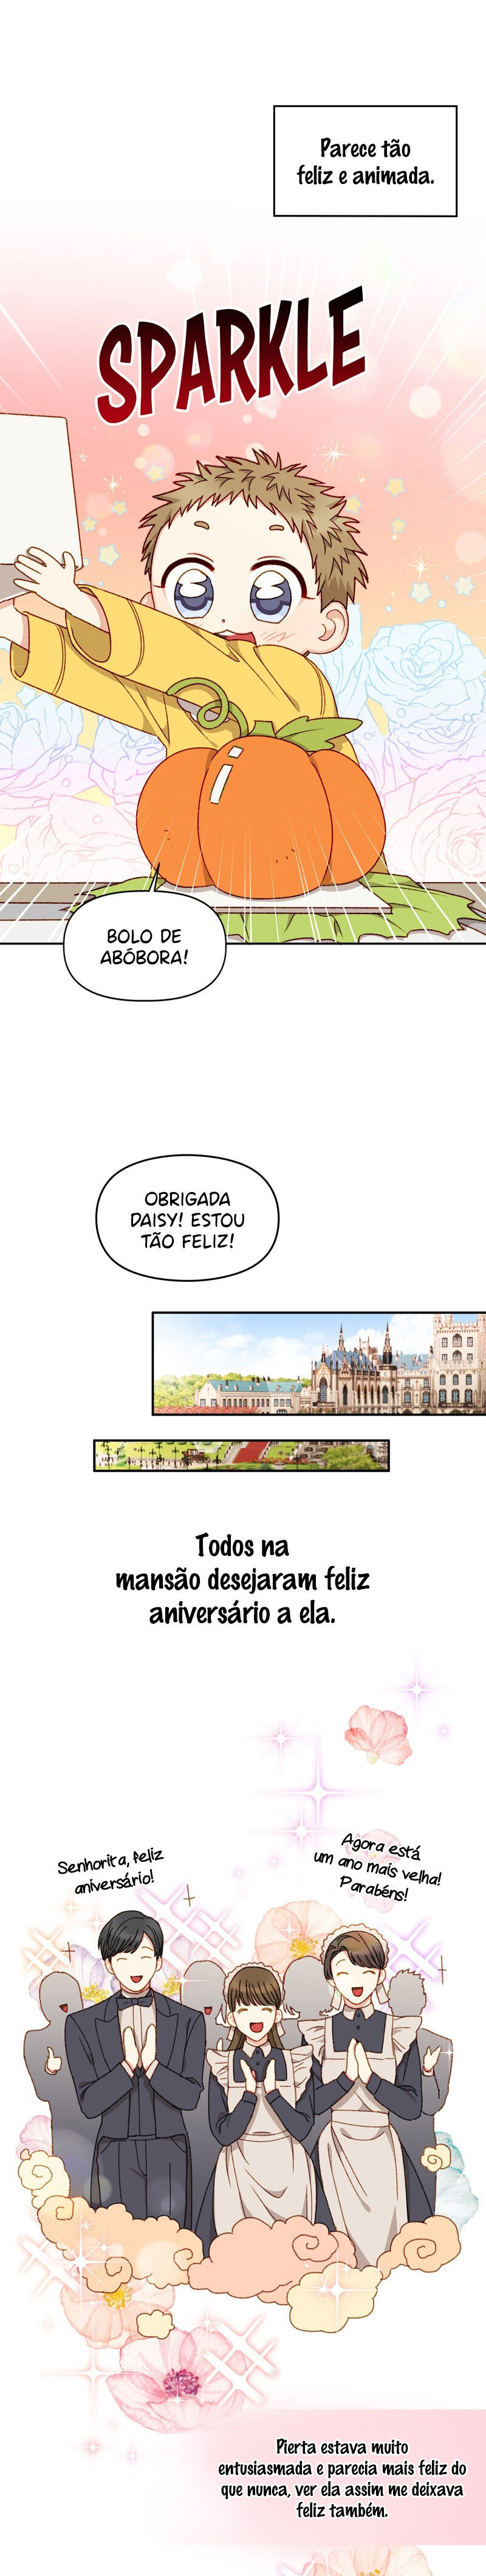 Parece tão
feliz e animada.
SPARKLE
BOLO DE
ABÓBORA!
OBRIGADA
DAISY! ESTOU
TÃO FELIZ!
Todos na
mansão desejaram feliz
aniversário a ela.
Senhorita, feliz
aniversário!
Agora está
um ano mais velha!
Parabéns!
Pierta estava muito
entusiasmada e parecia mais feliz do
que nunca, ver ela assim me deixava
feliz também.